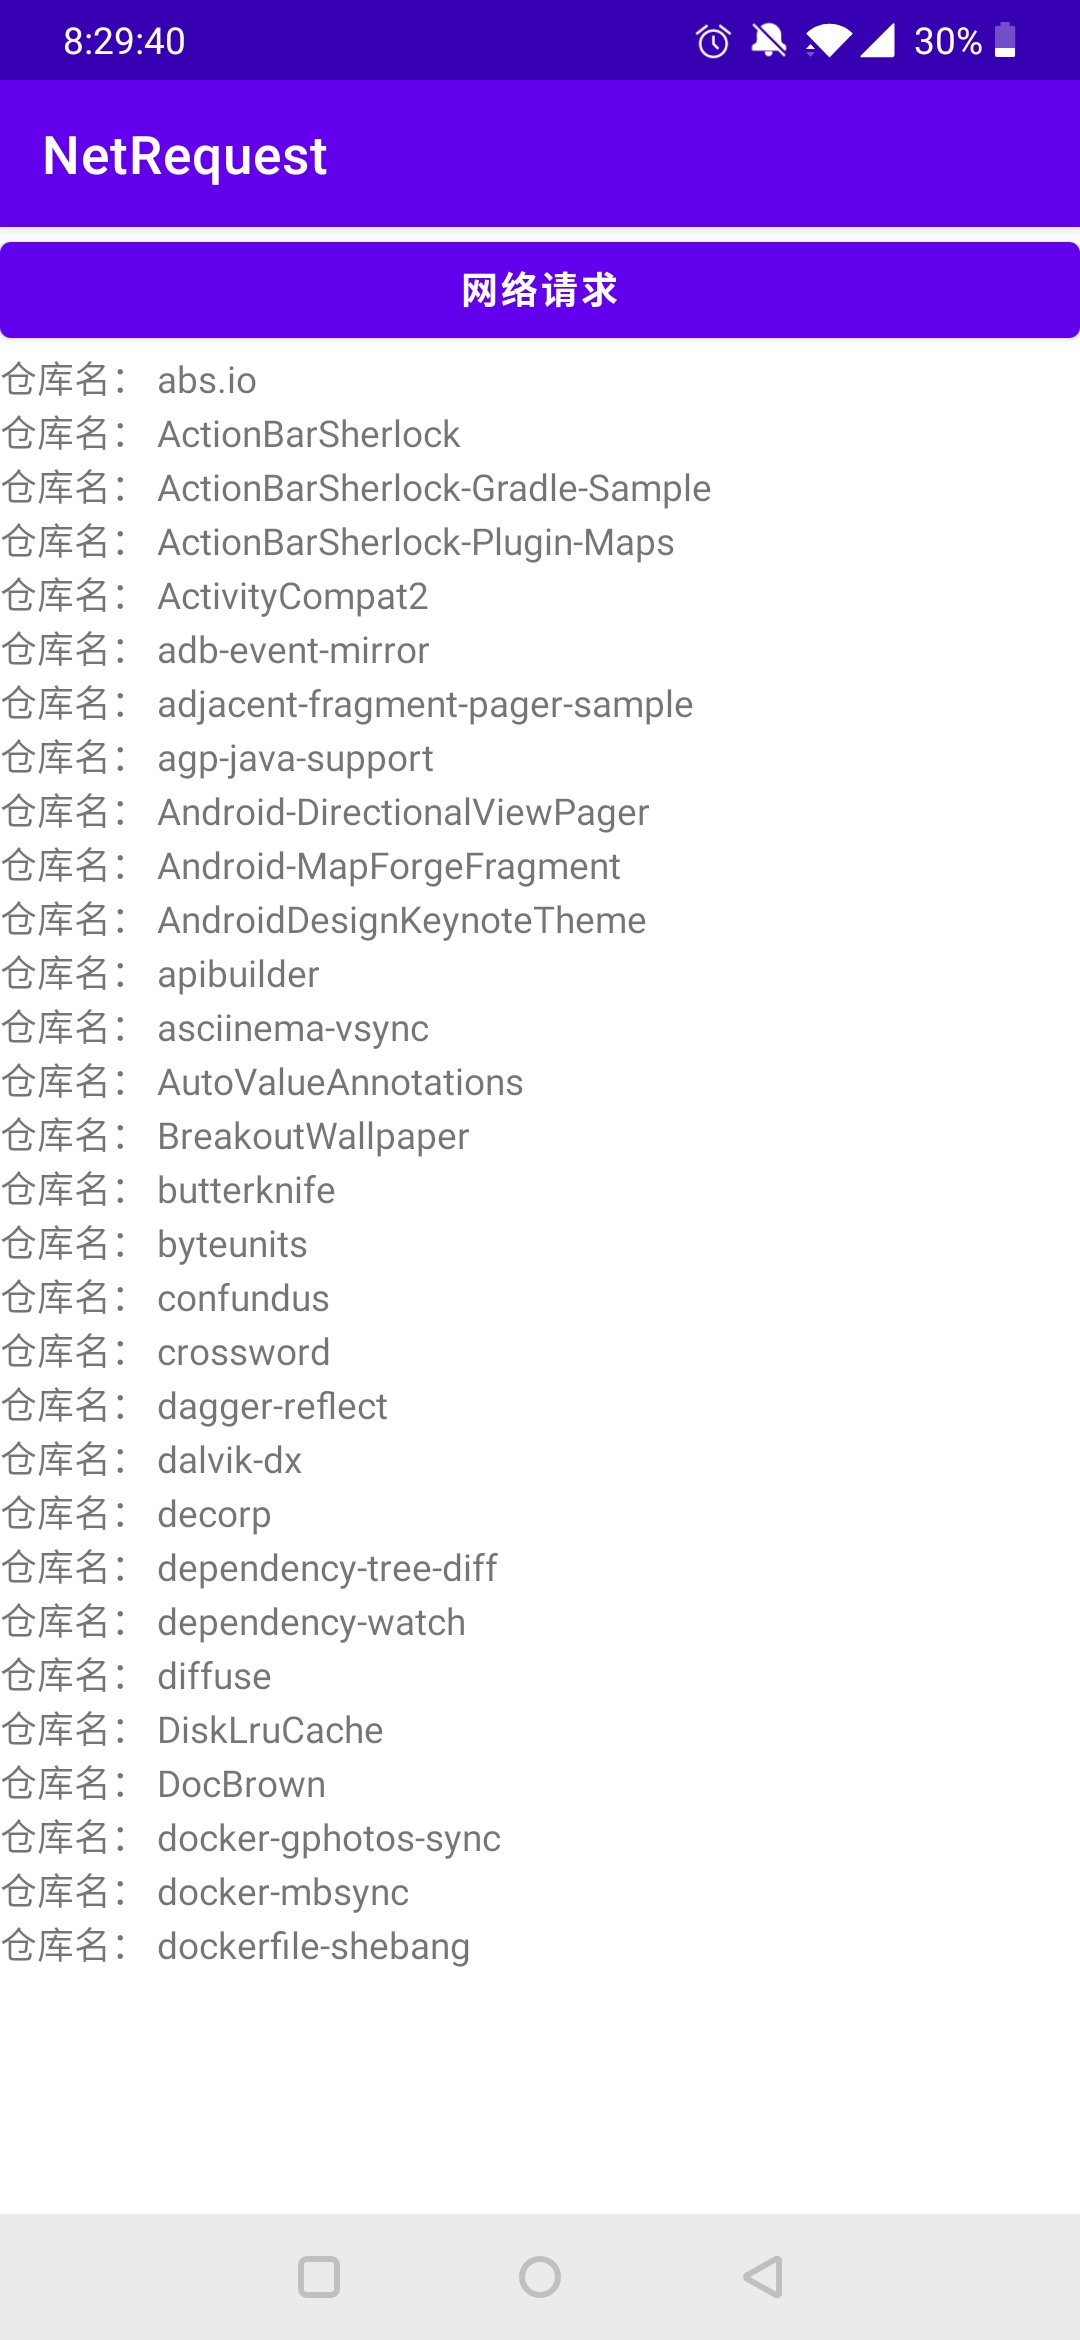 8:29:40 30%
NetRequest
网络请求
仓库名： abs.io
仓库名： ActionBarSherlock
仓库名： ActionBarSherlock-Gradle-Sample
仓库名： ActionBarSherlock-Plugin-Maps
仓库名： ActivityCompat2
仓库名： adb-event-mirror
仓库名： adjacent-fragment-pager-sample
仓库名： agp-java-support
仓库名： Android-DirectionalViewPager
仓库名： Android-MapForgeFragment
仓库名： AndroidDesignKeynoteTheme
仓库名： apibuilder
仓库名： asciinema-vsync
仓库名： AutoValueAnnotations
仓库名： BreakoutWallpaper
仓库名： butterknife
仓库名： byteunits
仓库名： confundus
仓库名： crossword
仓库名： dagger-reflect
仓库名： dalvik-dx
仓库名： decorp
仓库名： dependency-tree-diff
仓库名： dependency-watch
仓库名： diffuse
仓库名： DiskLruCache
仓库名： DocBrown
仓库名： docker-gphotos-sync
仓库名： docker-mbsync
仓库名： dockerfile-shebang